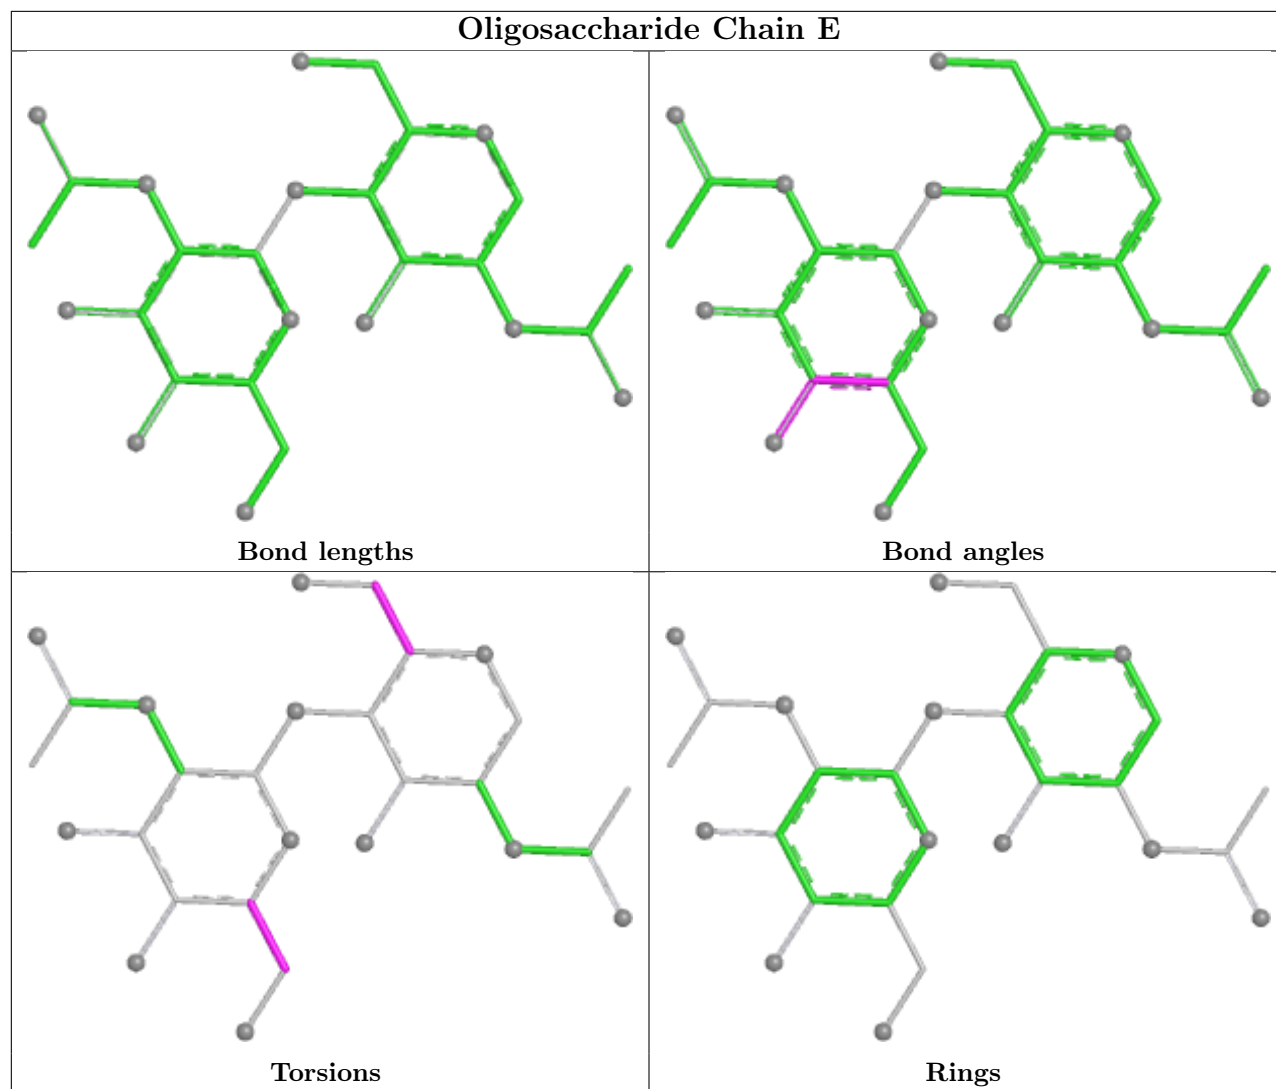 Oligosaccharide Chain E
Bond lengths
Bond angles
Torsions
Rings